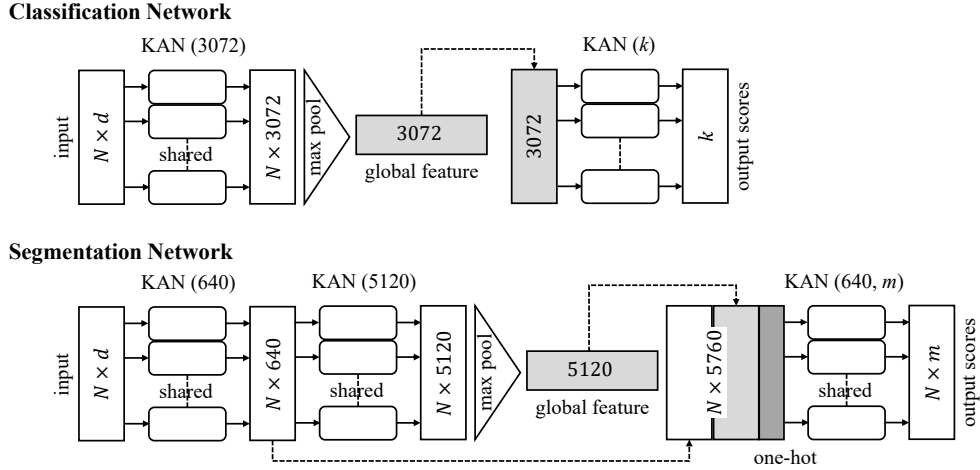 Classification Network
KAN (3072)
KAN (k)
input
N × d
shared
N × 3072
max pool
3072
global feature
3072
k
output scores
Segmentation Network
KAN (640)
KAN (5120)
KAN (640, m)
input
N × d
shared
N × 640
shared
N × 5120
max pool
5120
global feature
N × 5760
one-hot
shared
N × m
output scores